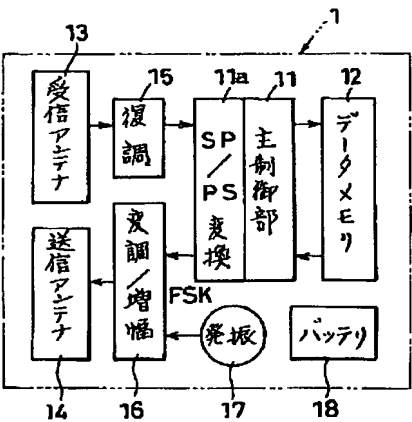 1
13
15
11a
11
12
受信アンテナ
復調
SP/PS変換
主制御部
データメモリ
送信アンテナ
変調/増幅
FSK
発振
バッテリ
14
16
17
18